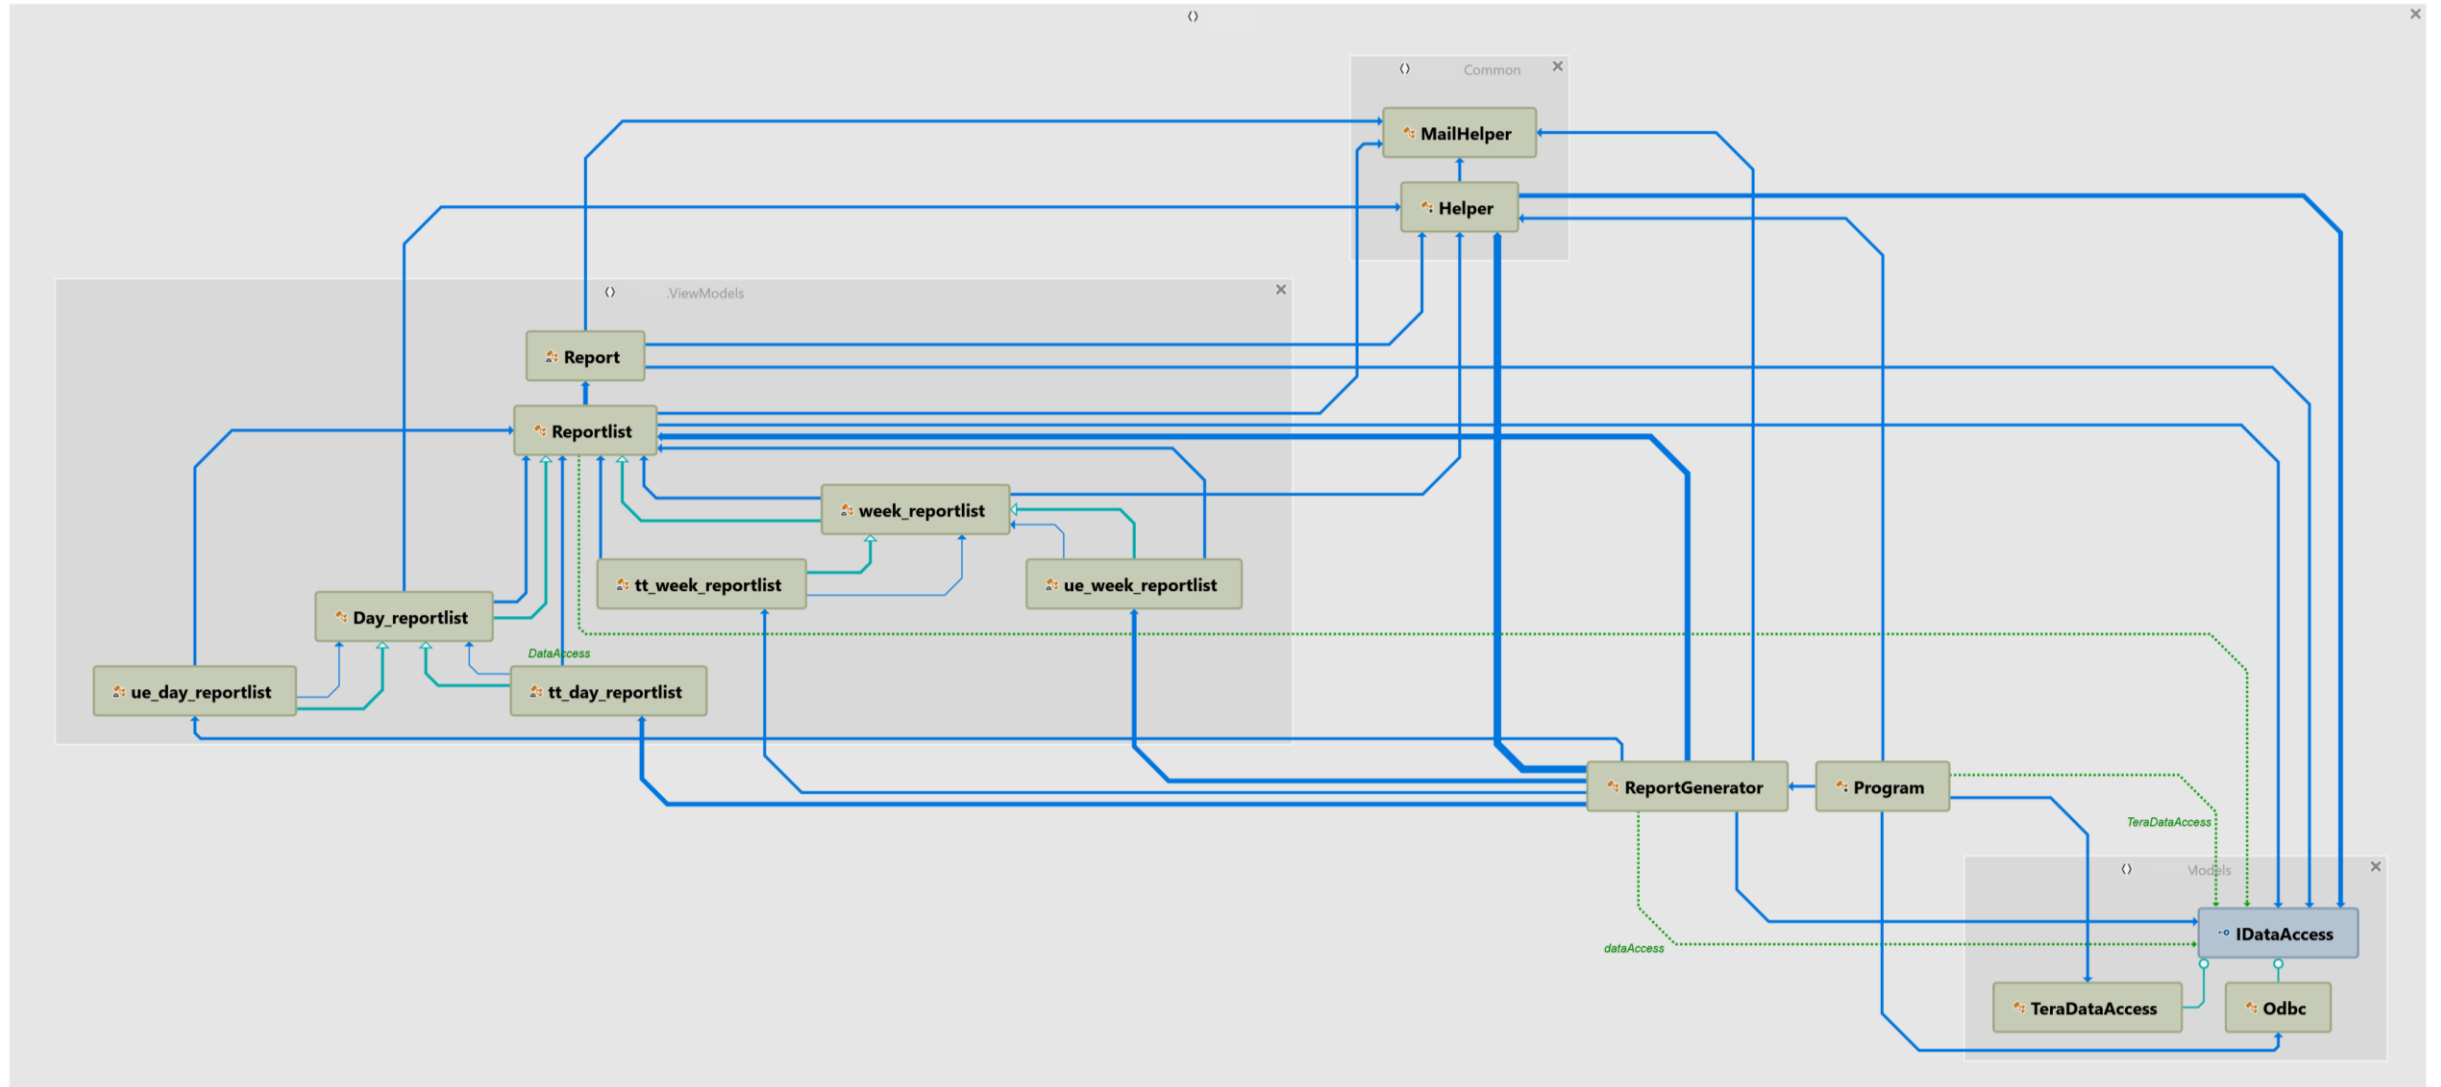 Common
MailHelper
Helper
.ViewModels
Report
Reportlist
week_reportlist
tt_week_reportlist
ue_week_reportlist
Day_reportlist
DataAccess
ue_day_reportlist
tt_day_reportlist
ReportGenerator
Program
TeraDataAccess
Models
dataAccess
IDataAccess
TeraDataAccess
Odbc